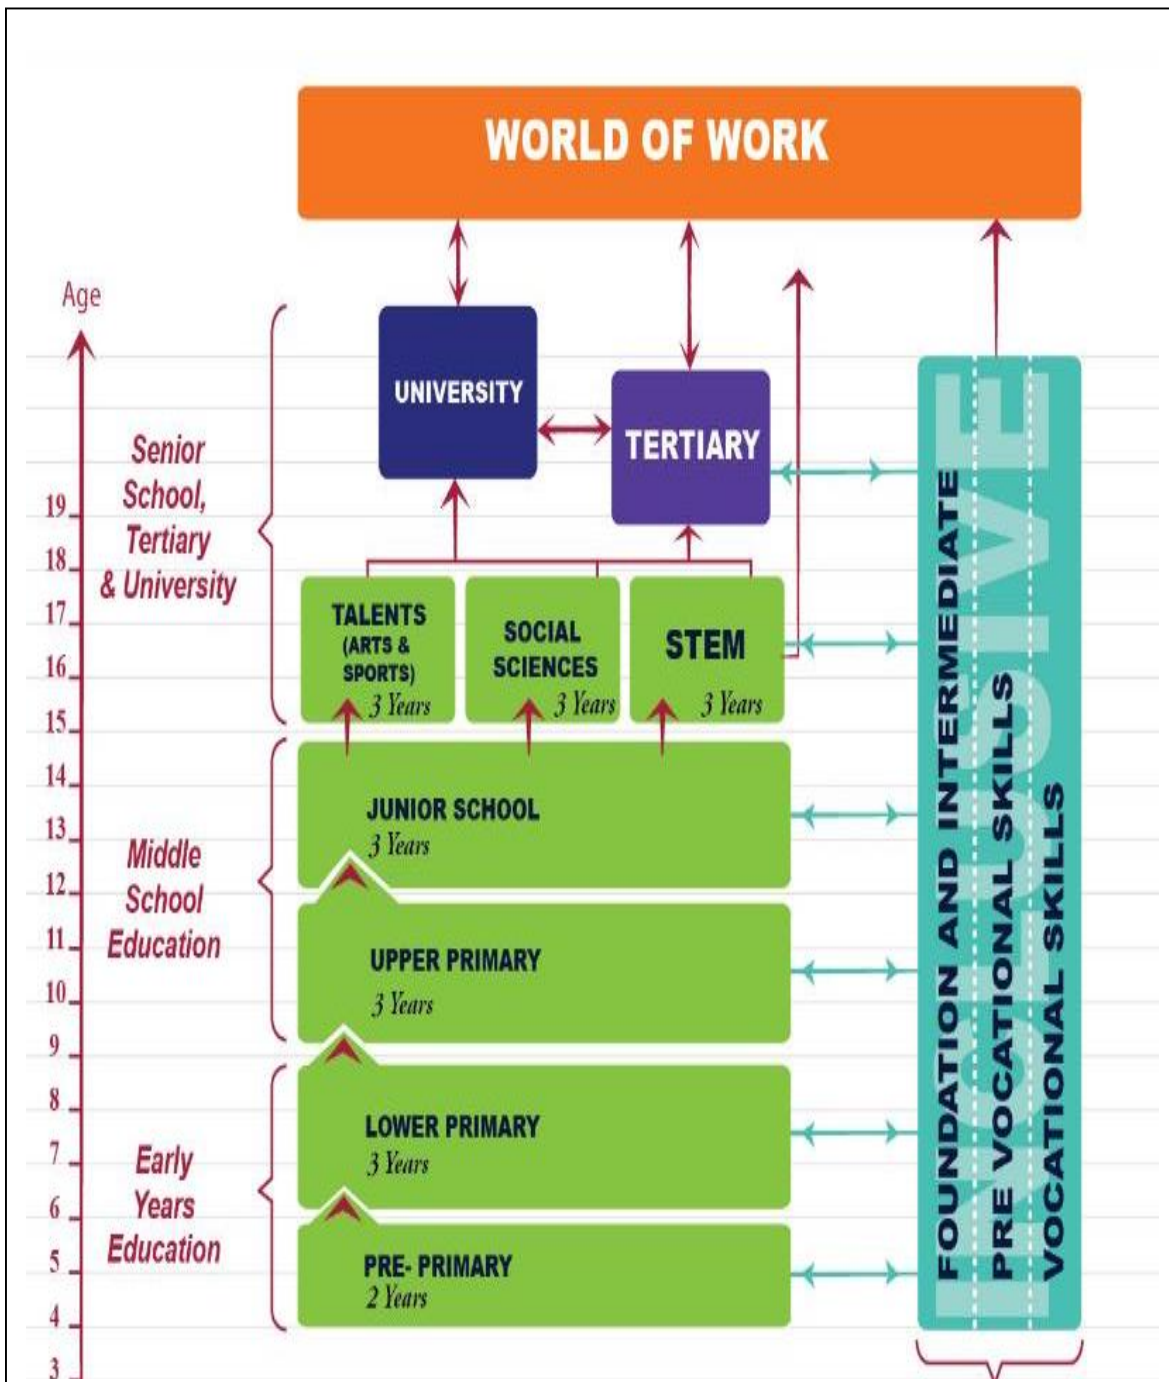 WORLD OF WORK
Age
UNIVERSITY
TERTIARY
Senior
School,
Tertiary
& University
19
18
17
16
15
14
13
12
11
10
9
8
7
6
5
4
3
TALENTS
(ARTS &
SPORTS)
3 Years
SOCIAL
SCIENCES
3 Years
STEM
3 Years
Middle
School
Education
JUNIOR SCHOOL
3 Years
UPPER PRIMARY
3 Years
Early
Years
Education
LOWER PRIMARY
3 Years
PRE- PRIMARY
2 Years
INCLUSIVE
FOUNDATION AND INTERMEDIATE
PRE VOCATIONAL SKILLS
VOCATIONAL SKILLS